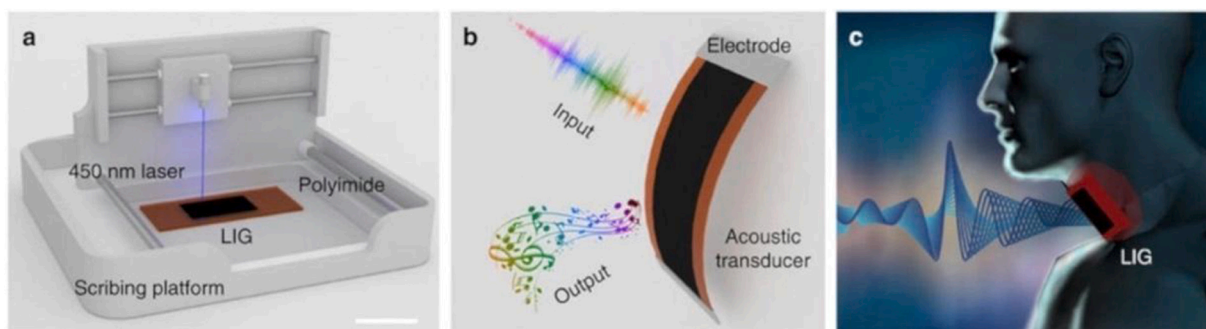 a
450 nm laser
Polyimide
LIG
Scribing platform
b
Electrode
Input
Acoustic
transducer
Output
c
LIG